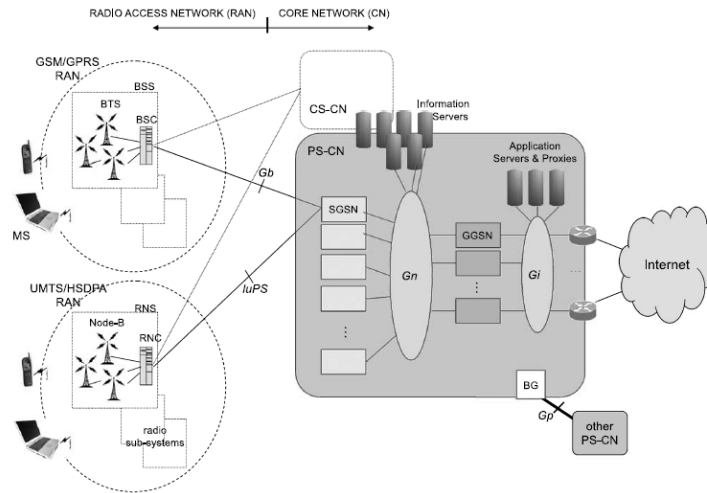 RADIO ACCESS NETWORK (RAN)
CORE NETWORK (CN)
GSM/GPRS
RAN
BSS
BTS
BSC
MS
CS-CN
Information
Servers
PS-CN
Application
Servers & Proxies
Gb
SGSN
GGSN
Gn
Gi
...
Internet
IuPS
UMTS/HSDPA
RAN
RNS
Node-B
RNC
radio
sub-systems
BG
Gp
other
PS-CN